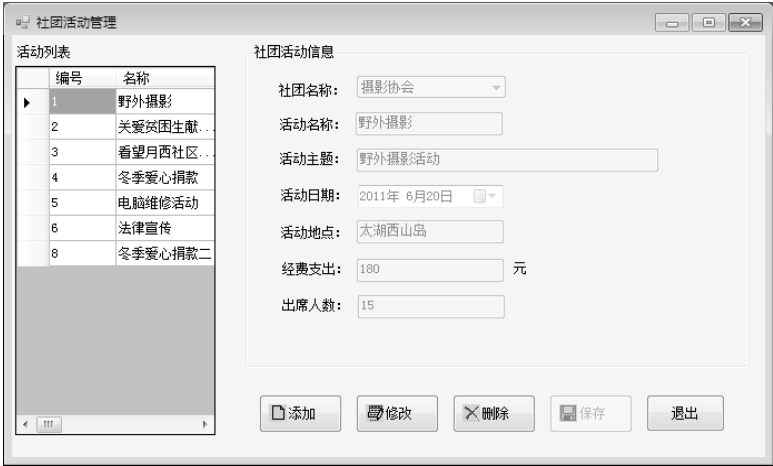 社团活动管理
活动列表
编号 名称
1 野外摄影
2 关爱贫困生献...
3 看望月西社区...
4 冬季爱心捐款
5 电脑维修活动
6 法律宣传
8 冬季爱心捐款二
社团活动信息
社团名称: 摄影协会
活动名称: 野外摄影
活动主题: 野外摄影活动
活动日期: 2011年 6月20日
活动地点: 太湖西山岛
经费支出: 180 元
出席人数: 15
添加 修改 删除 保存 退出